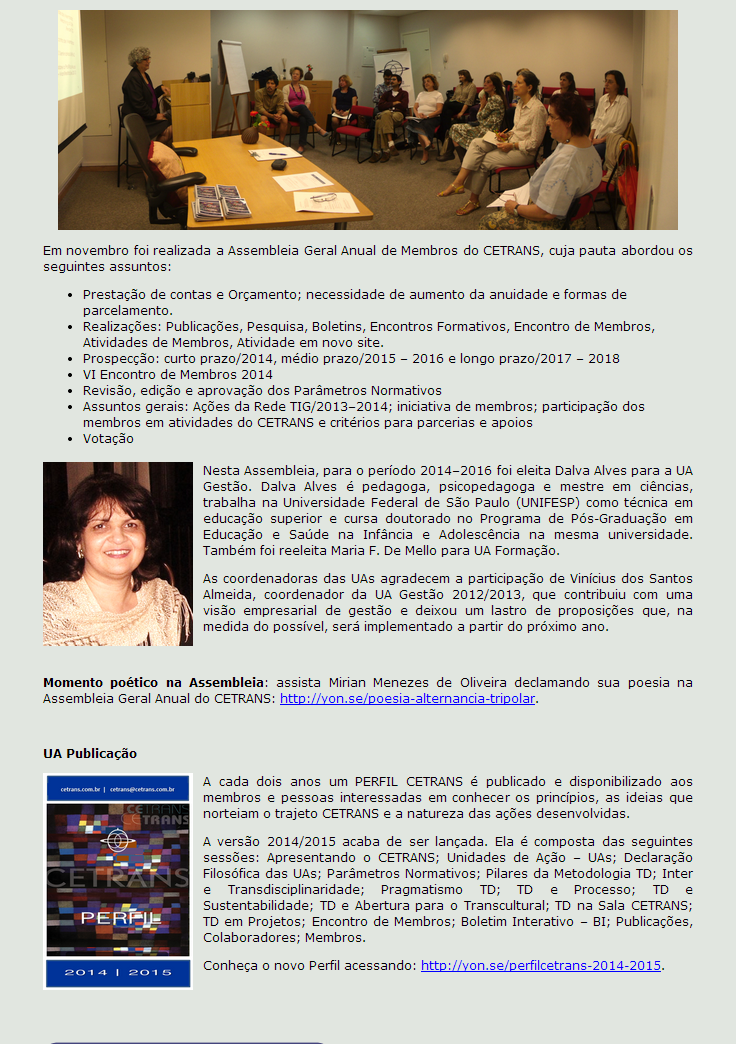 Em novembro foi realizada a Assembleia Geral Anual de Membros do CETRANS, cuja pauta abordou os
seguintes assuntos:
• Prestação de contas e Orçamento; necessidade de aumento da anuidade e formas de
parcelamento.
• Realizações: Publicações, Pesquisa, Boletins, Encontros Formativos, Encontro de Membros,
Atividades de Membros, Atividade em novo site.
• Prospecção: curto prazo/2014, médio prazo/2015 – 2016 e longo prazo/2017 – 2018
• VI Encontro de Membros 2014
• Revisão, edição e aprovação dos Parâmetros Normativos
• Assuntos gerais: Ações da Rede TIG/2013–2014; iniciativa de membros; participação dos
membros em atividades do CETRANS e critérios para parcerias e apoios
• Votação
Nesta Assembleia, para o período 2014–2016 foi eleita Dalva Alves para a UA
Gestão. Dalva Alves é pedagoga, psicopedagoga e mestre em ciências,
trabalha na Universidade Federal de São Paulo (UNIFESP) como técnica em
educação superior e cursa doutorado no Programa de Pós-Graduação em
Educação e Saúde na Infância e Adolescência na mesma universidade.
Também foi reeleita Maria F. De Mello para UA Formação.
As coordenadoras das UAs agradecem a participação de Vinícius dos Santos
Almeida, coordenador da UA Gestão 2012/2013, que contribuiu com uma
visão empresarial de gestão e deixou um lastro de proposições que, na
medida do possível, será implementado a partir do próximo ano.
Momento poético na Assembleia: assista Mirian Menezes de Oliveira declamando sua poesia na
Assembleia Geral Anual do CETRANS: http://yon.se/poesia-alternancia-tripolar.
UA Publicação
cetrans.com.br | cetrans@cetrans.com.br
CETRANS
CETRANS
CETRANS
PERFIL
2014 | 2015
A cada dois anos um PERFIL CETRANS é publicado e disponibilizado aos
membros e pessoas interessadas em conhecer os princípios, as ideias que
norteiam o trajeto CETRANS e a natureza das ações desenvolvidas.
A versão 2014/2015 acaba de ser lançada. Ela é composta das seguintes
sessões: Apresentando o CETRANS; Unidades de Ação – UAs; Declaração
Filosófica das UAs; Parâmetros Normativos; Pilares da Metodologia TD; Inter
e Transdisciplinaridade; Pragmatismo TD; TD e Processo; TD e
Sustentabilidade; TD e Abertura para o Transcultural; TD na Sala CETRANS;
TD em Projetos; Encontro de Membros; Boletim Interativo – BI; Publicações,
Colaboradores; Membros.
Conheça o novo Perfil acessando: http://yon.se/perfilcetrans-2014-2015.